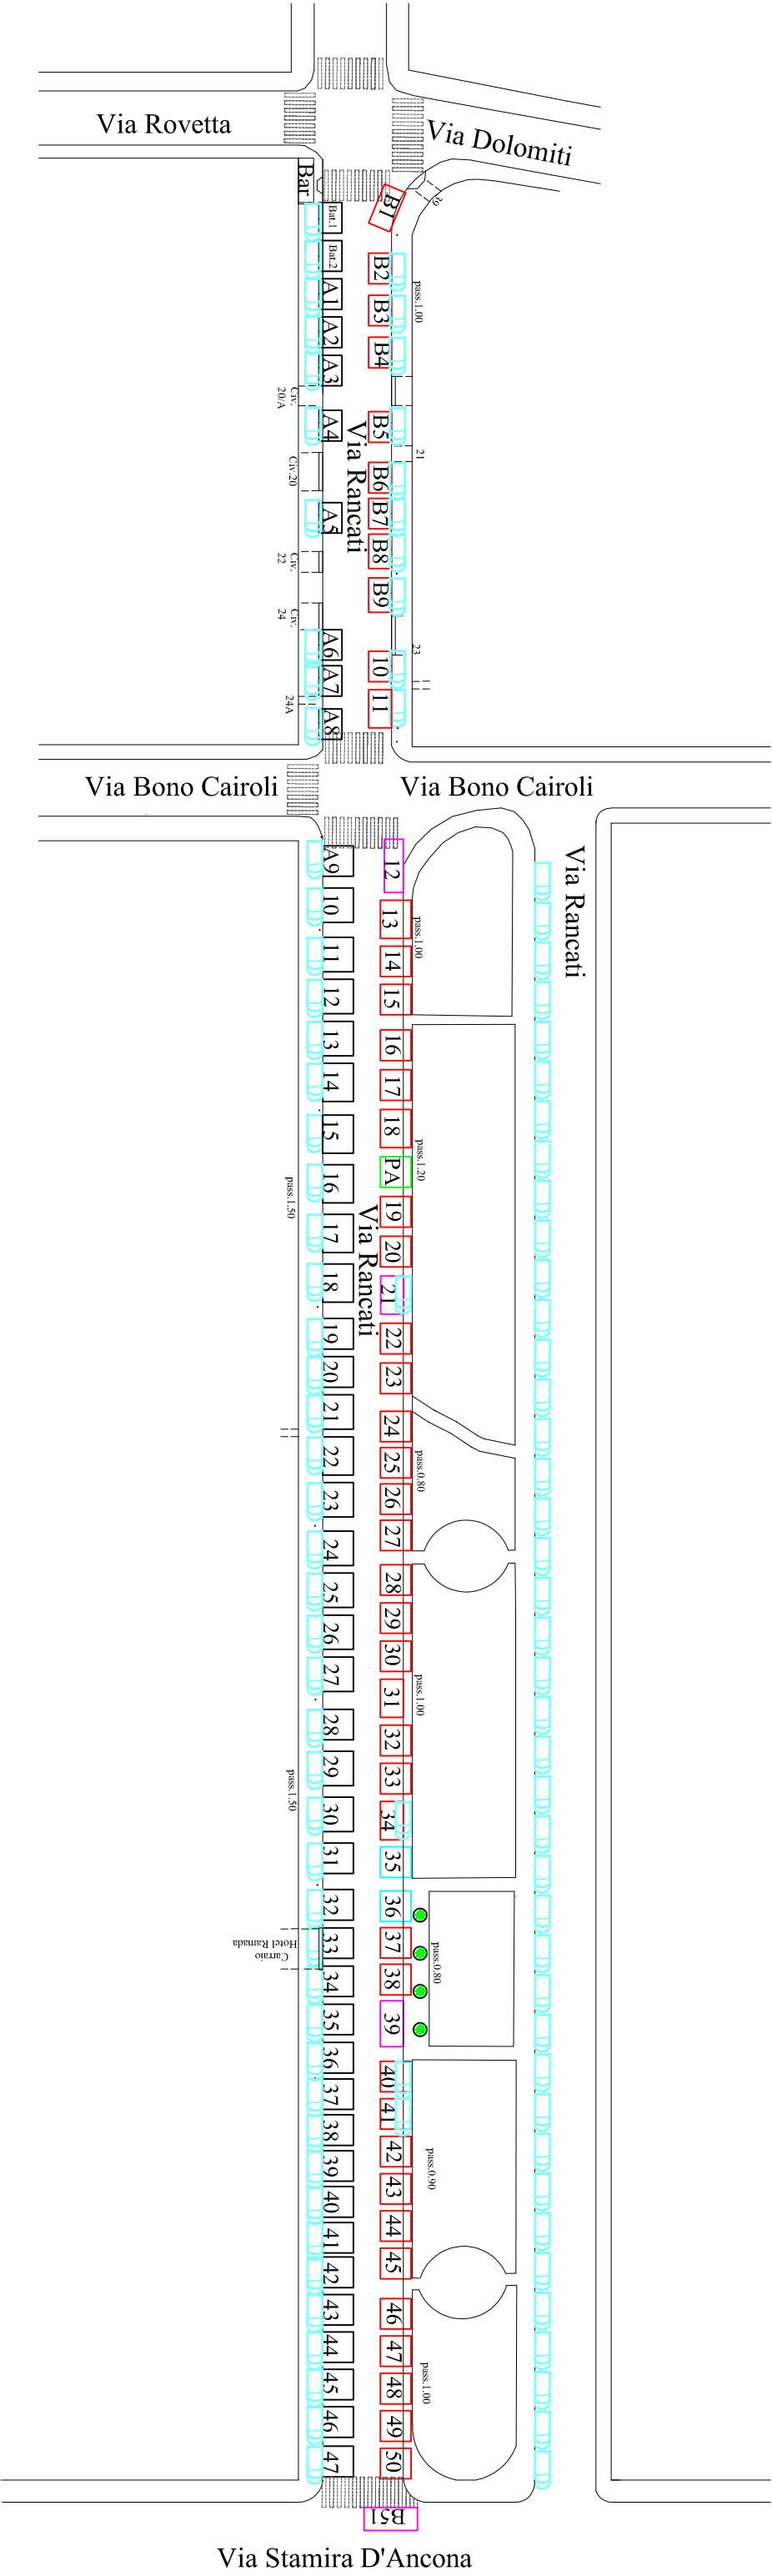 Via Rovetta
Via Dolomiti
Bar
B1
26
Bat.1
Bat.2
A1
A2
A3
A4
A5
A6
A7
A8
Civ.
20/A
Civ.20
Civ.
22
Civ.
24
24A
Via Rancati
B2
B3
B4
B5
B6
B7
B8
B9
10
11
pass.1.00
21
23
Via Bono Cairoli
Via Bono Cairoli
Via Rancati
A9
10
11
12
13
14
15
16
17
18
19
20
21
22
23
24
25
26
27
28
29
30
31
32
33
34
35
36
37
38
39
40
41
42
43
44
45
46
47
pass.1.50
pass.1.50
Carraio
Hotel Ramada
Via Rancati
12
13
14
15
16
17
18
PA
19
20
21
22
23
24
25
26
27
28
29
30
31
32
33
34
35
36
37
38
39
40
41
42
43
44
45
46
47
48
49
50
B51
pass.1.00
pass.1.20
pass.0.80
pass.1.00
pass.0.80
pass.0.90
pass.1.00
Via Stamira D'Ancona